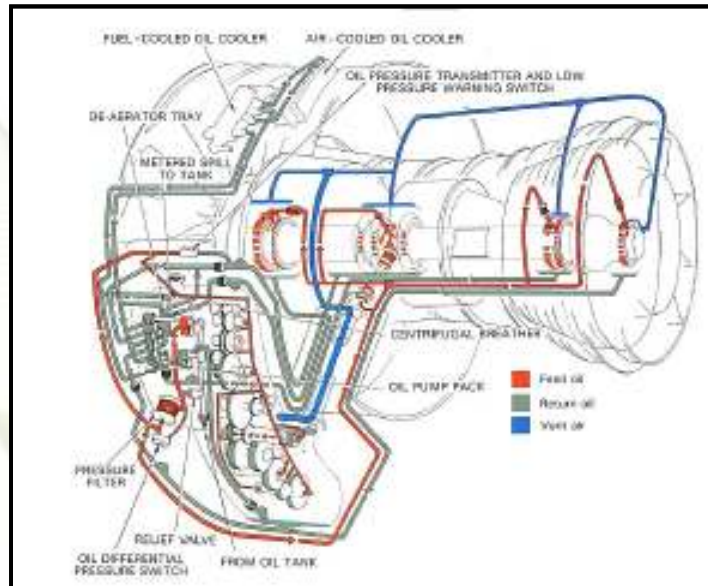 FUEL-COOLED OIL COOLER
AIR-COOLED OIL COOLER
OIL PRESSURE TRANSMITTER AND LOW
PRESSURE WARNING SWITCH
DE-AERATOR TRAY
METERED SPILL
TO TANK
CENTRIFUGAL BREATHER
OIL PUMP PACK
Feed oil
Return oil
Vent air
PRESSURE
FILTER
RELIEF VALVE
OIL DIFFERENTIAL
PRESSURE SWITCH
FROM OIL TANK